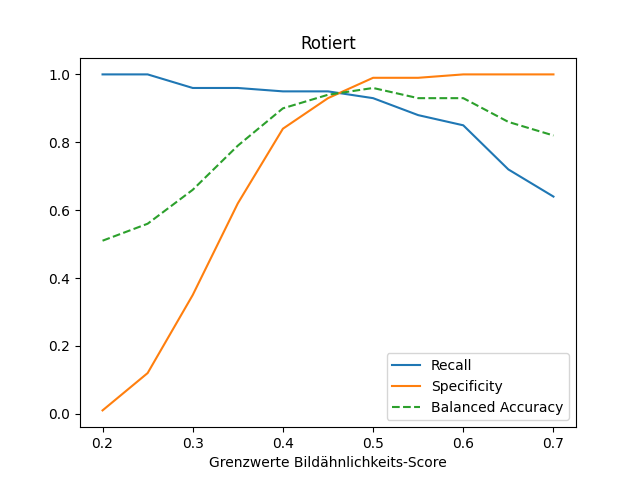 Rotiert
1.0
0.8
0.6
0.4
0.2
0.0
Recall
Specificity
Balanced Accuracy
0.2 0.3 0.4 0.5 0.6 0.7
Grenzwerte Bildähnlichkeits-Score